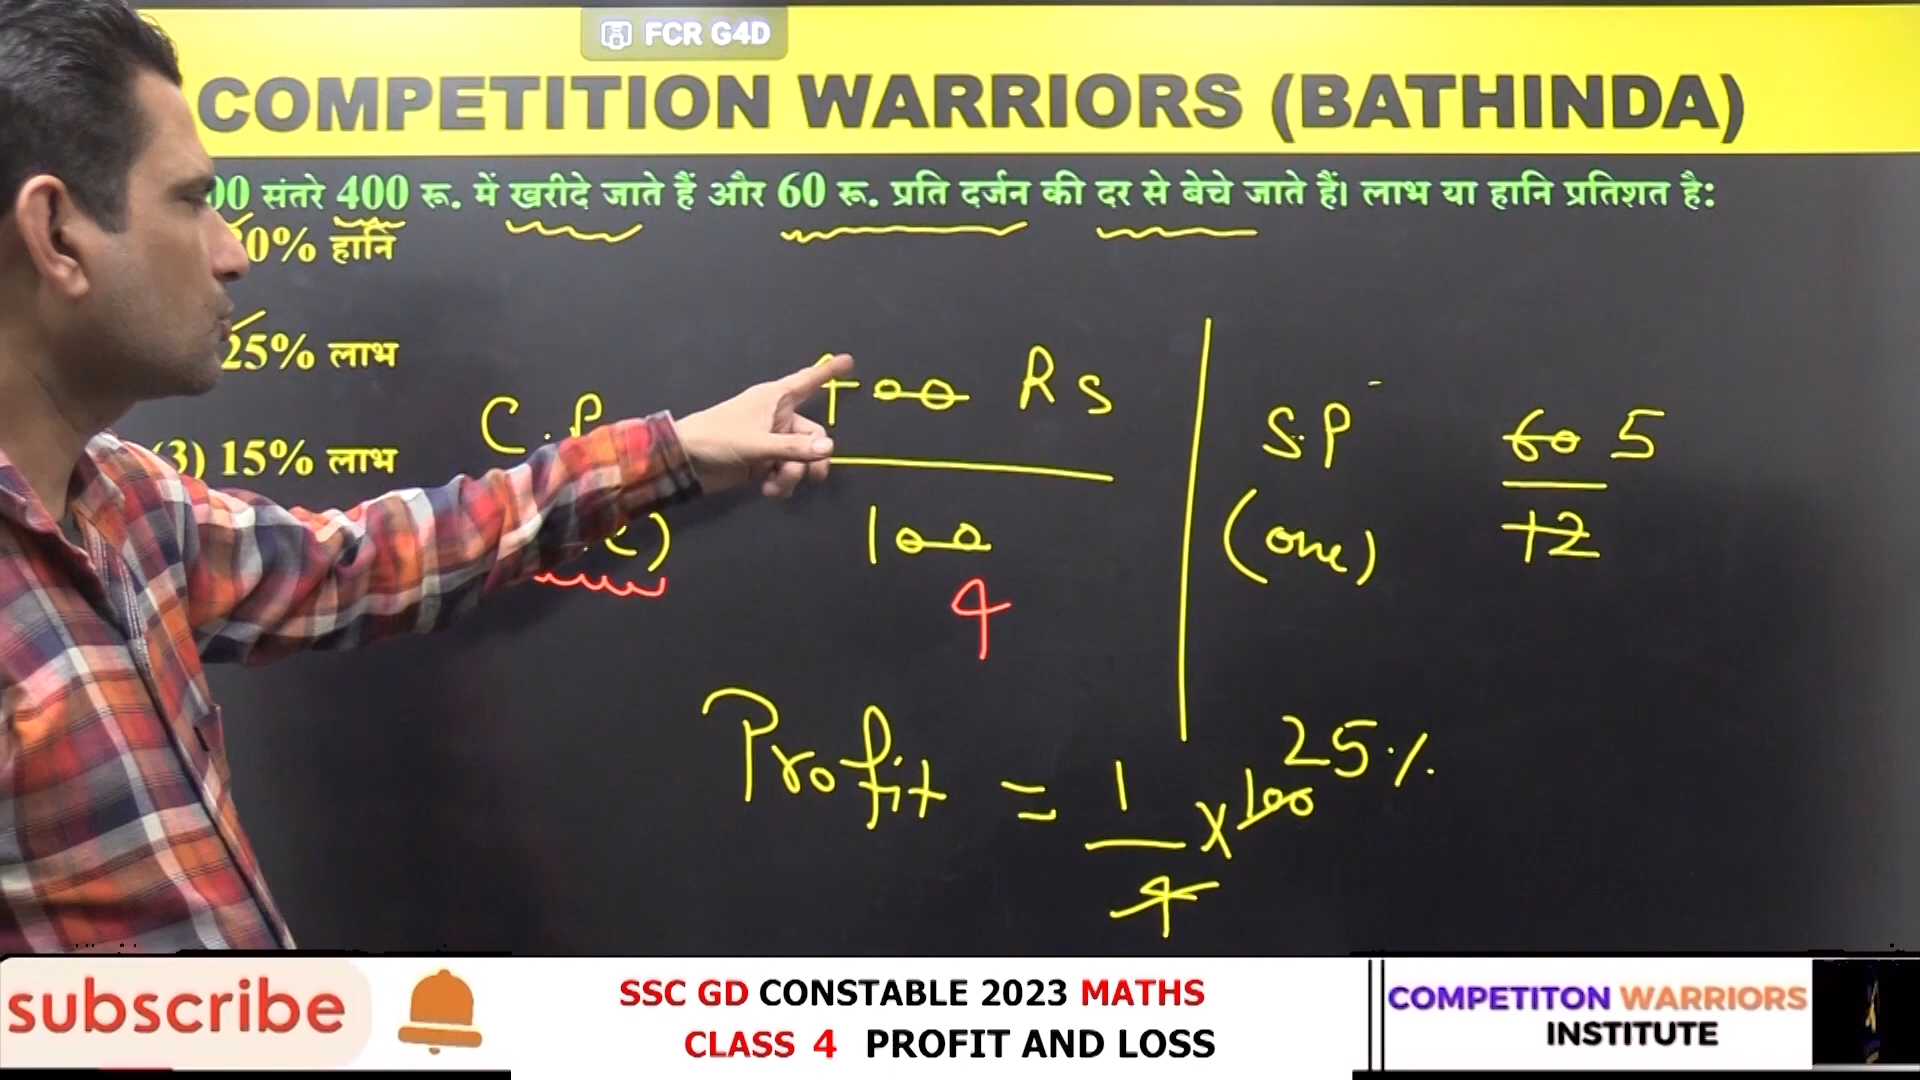 FCR G4D
COMPETITION WARRIORS (BATHINDA)
00 संतरे 400 रू. में खरीदे जाते हैं और 60 रू. प्रति दर्जन की दर से बेचे जाते हैं। लाभ या हानि प्रतिशत है:
0% हानि
25% लाभ
(3) 15% लाभ
C.P
400 Rs
100
4
S.P
(one)
60 5
12
Profit = 1/4 x 100 25%
subscribe
SSC GD CONSTABLE 2023 MATHS
CLASS 4 PROFIT AND LOSS
COMPETITON WARRIORS
INSTITUTE